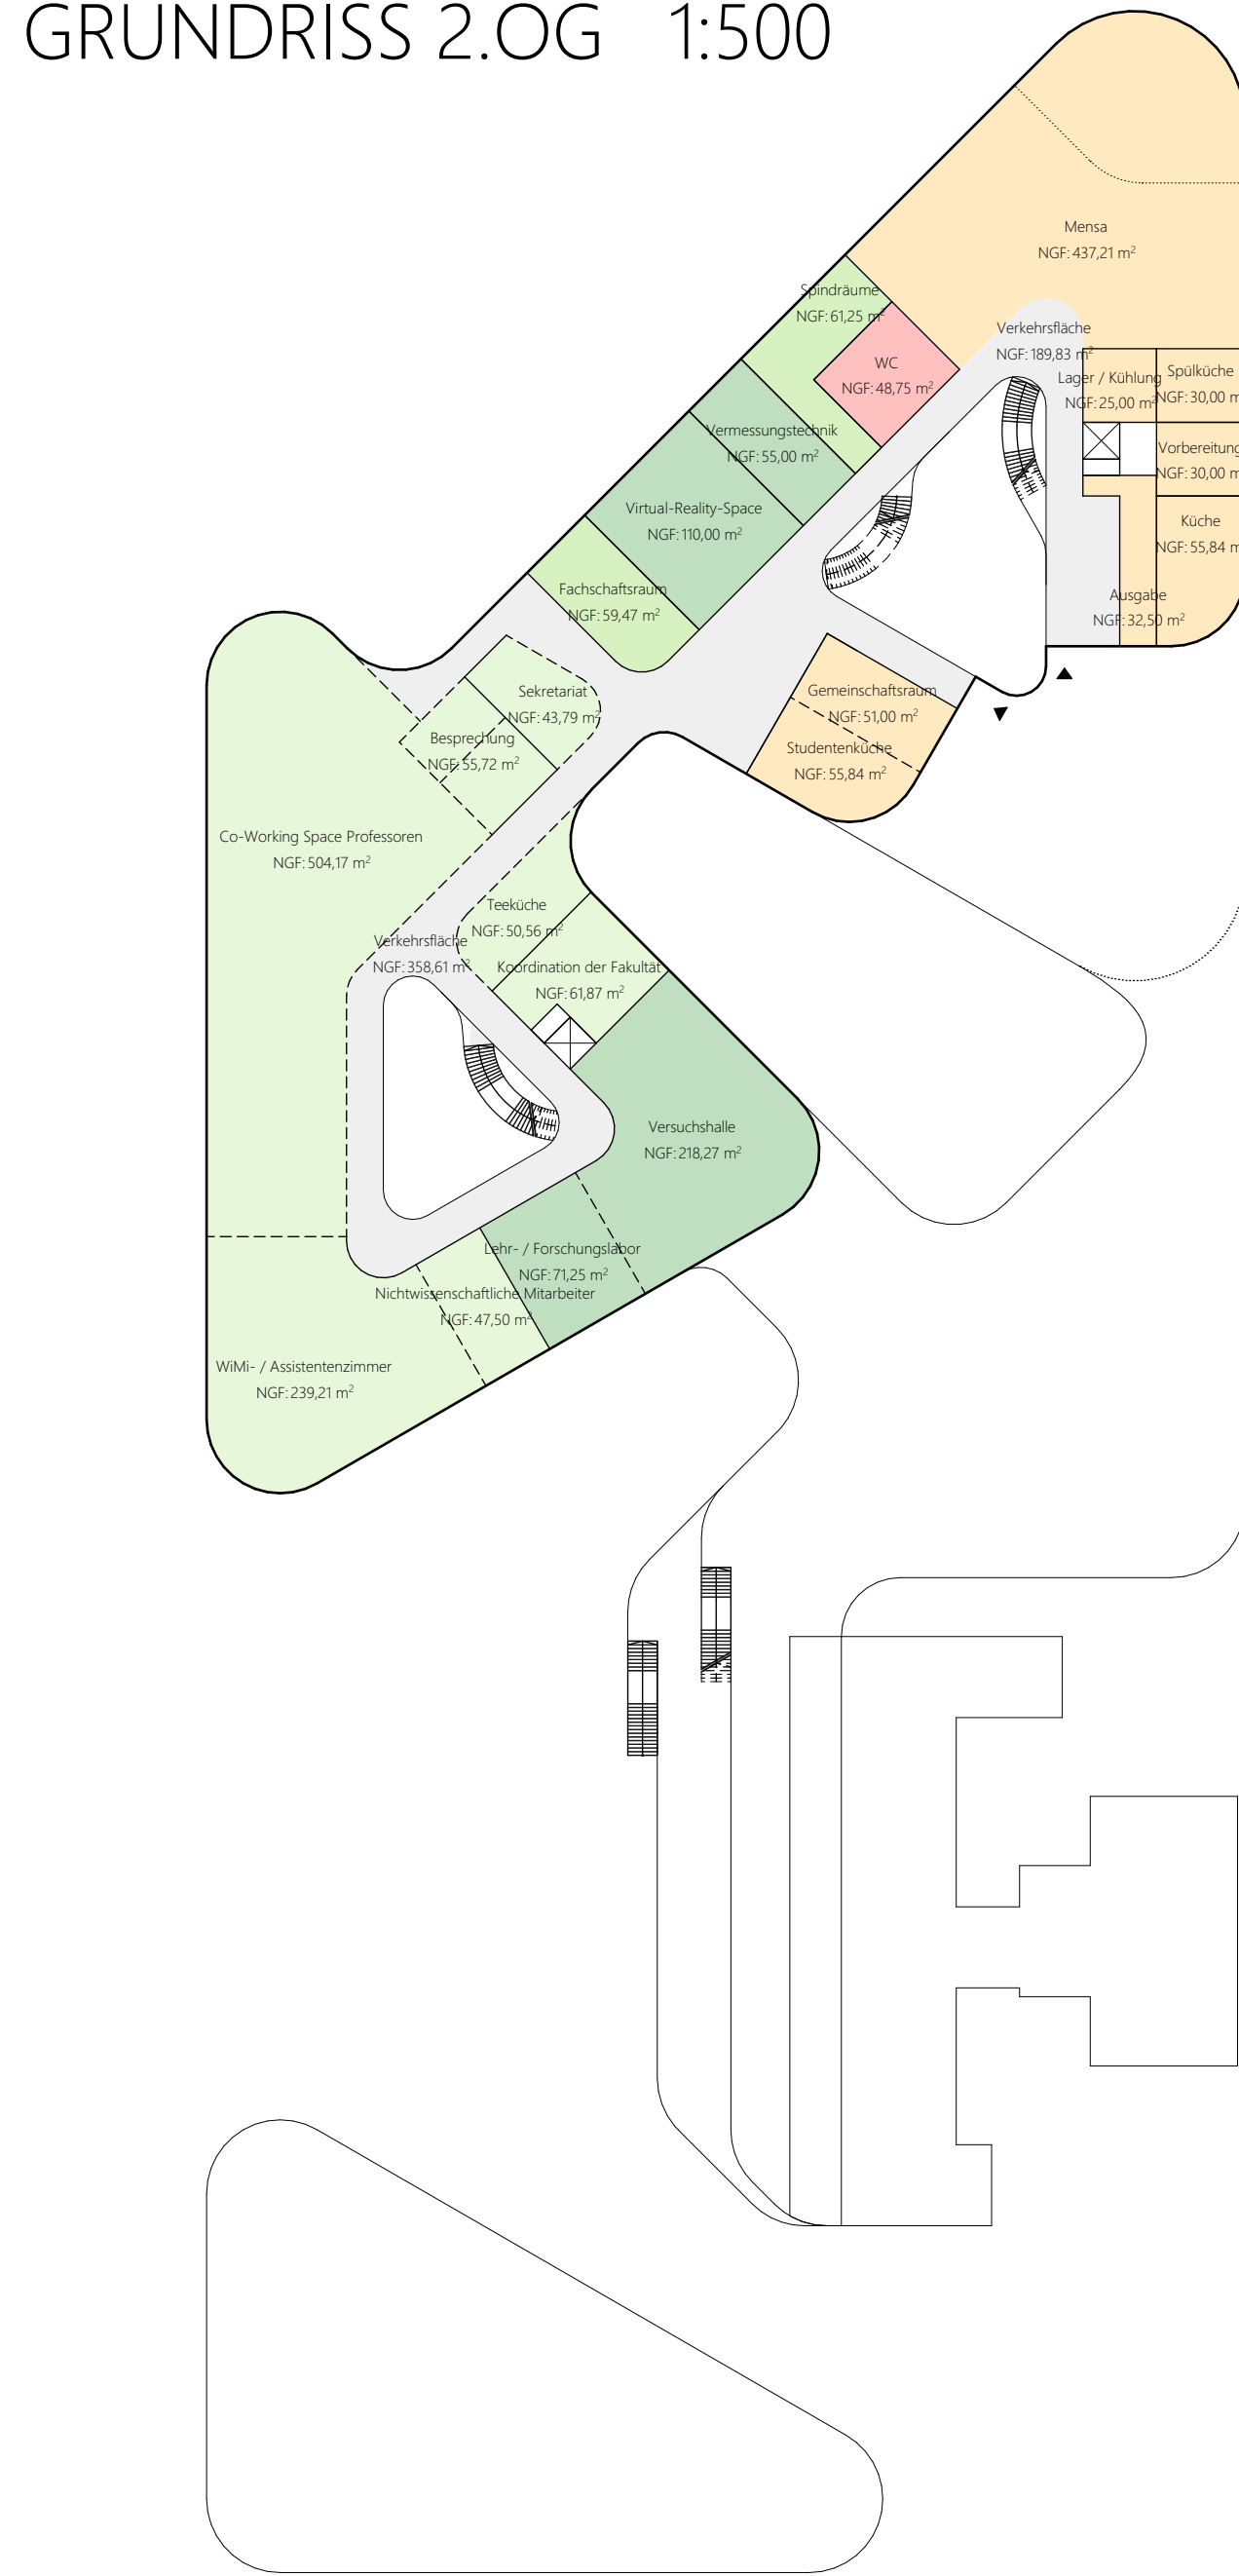 GRUNDRISS 2.OG 1:500
Mensa
NGF: 437,21 m²
Spindräume
NGF: 61,25 m²
Verkehrsfläche
NGF: 189,83 m²
WC
NGF: 48,75 m²
Lager / Kühlung
NGF: 25,00 m²
Spülküche
NGF: 30,00 m
Vermessungstechnik
NGF: 55,00 m²
Vorbereitung
NGF: 30,00 m
Virtual-Reality-Space
NGF: 110,00 m²
Küche
NGF: 55,84 m
Fachschaftsraum
NGF: 59,47 m²
Ausgabe
NGF: 32,50 m²
Sekretariat
NGF: 43,79 m²
Gemeinschaftsraum
NGF: 51,00 m²
Besprechung
NGF: 55,72 m²
Studentenküche
NGF: 55,84 m²
Co-Working Space Professoren
NGF: 504,17 m²
Teeküche
NGF: 50,56 m²
Verkehrsfläche
NGF: 358,61 m²
Koordination der Fakultät
NGF: 61,87 m²
Versuchshalle
NGF: 218,27 m²
Lehr- / Forschungslabor
NGF: 71,25 m²
Nichtwissenschaftliche Mitarbeiter
NGF: 47,50 m²
WiMi- / Assistentenzimmer
NGF: 239,21 m²